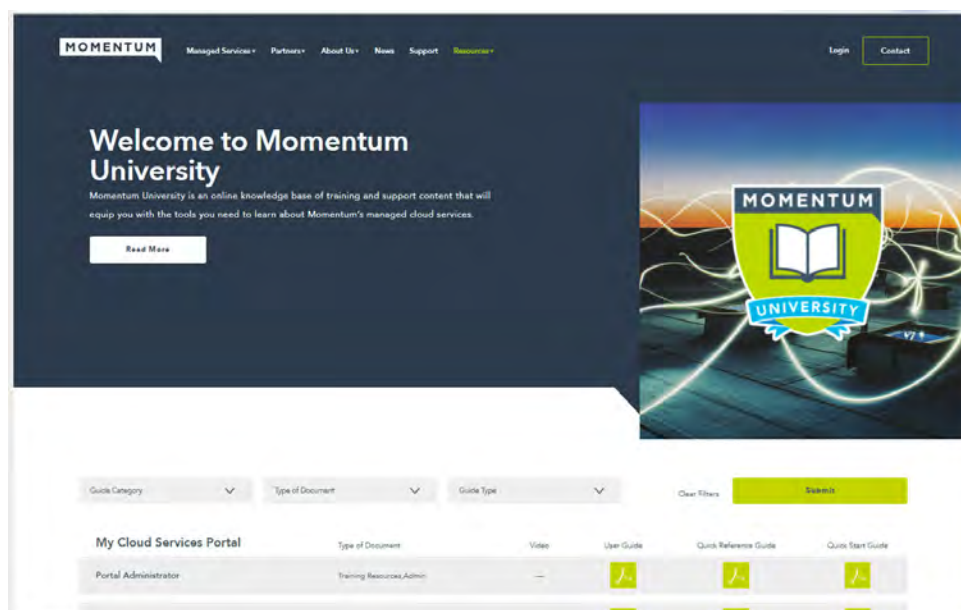 MOMENTUM
Managed Services Partners About Us News Support Resources Login Contact
Welcome to Momentum
University
Momentum University is an online knowledge base of training and support content that will
equip you with the tools you need to learn about Momentum's managed cloud services.
Read More
MOMENTUM
UNIVERSITY
Guide Category Type of Document Guide Type Clear Filters Submit
My Cloud Services Portal Type of Document Video User Guide Quick Reference Guide Quick Start Guide
Portal Administrator Training Resources,Admin —